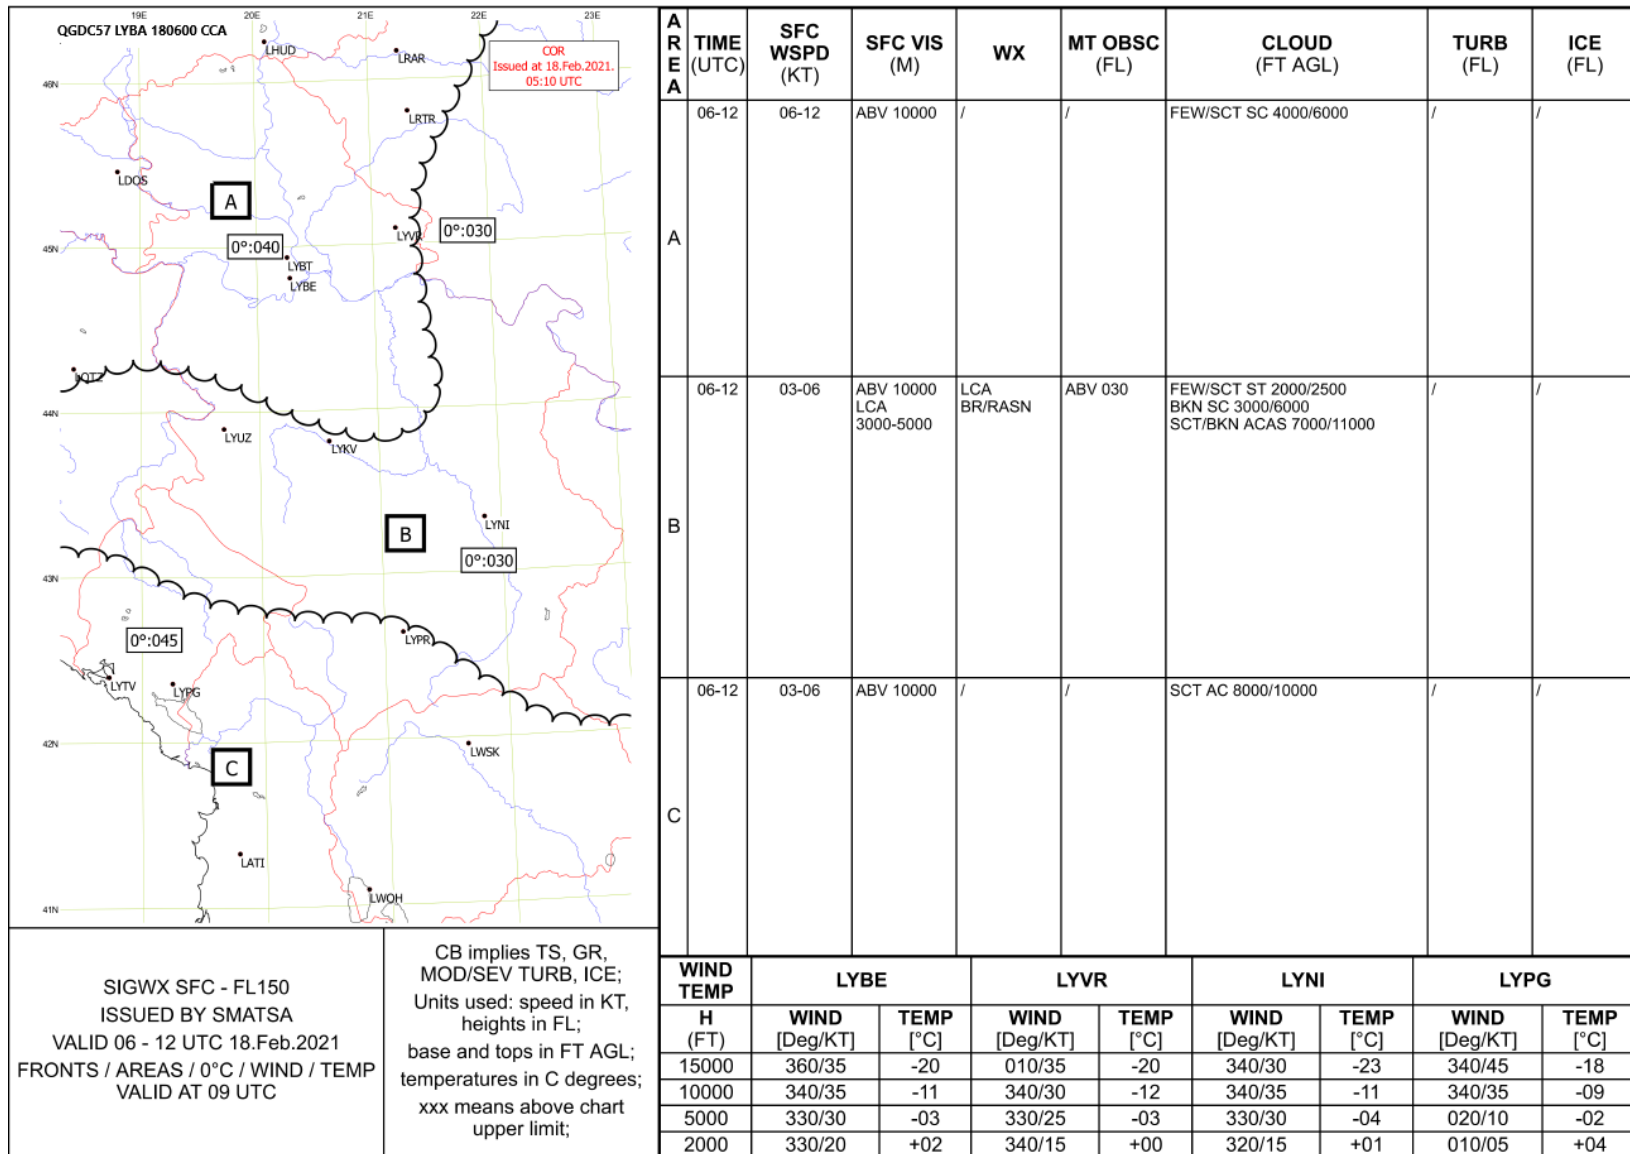 QGDC57 LYBA 180600 CCA
19E 20E 21E 22E 23E
COR
Issued at 18.Feb.2021.
05:10 UTC
LHUD
LRAR
46N
LRTR
LDOS
A
LYVR
0°:030
45N
0°:040
LYBT
LYBE
LQTZ
44N
LYUZ
LYKV
LYNI
B
0°:030
43N
0°:045
LYPR
LYTV
LYPG
42N
LWSK
C
LATI
LWOH
41N
SIGWX SFC - FL150
ISSUED BY SMATSA
VALID 06 - 12 UTC 18.Feb.2021
FRONTS / AREAS / 0°C / WIND / TEMP
VALID AT 09 UTC
CB implies TS, GR,
MOD/SEV TURB, ICE;
Units used: speed in KT,
heights in FL;
base and tops in FT AGL;
temperatures in C degrees;
xxx means above chart
upper limit;
AREA TIME (UTC) SFC WSPD (KT) SFC VIS (M) WX MT OBSC (FL) CLOUD (FT AGL) TURB (FL) ICE (FL)
06-12 06-12 ABV 10000 / / FEW/SCT SC 4000/6000 / /
A
06-12 03-06 ABV 10000 LCA ABV 030 FEW/SCT ST 2000/2500 / /
LCA BR/RASN BKN SC 3000/6000
3000-5000 SCT/BKN ACAS 7000/11000
B
06-12 03-06 ABV 10000 / / SCT AC 8000/10000 / /
C
WIND TEMP LYBE LYVR LYNI LYPG
H (FT) WIND [Deg/KT] TEMP [°C] WIND [Deg/KT] TEMP [°C] WIND [Deg/KT] TEMP [°C] WIND [Deg/KT] TEMP [°C]
15000 360/35 -20 010/35 -20 340/30 -23 340/45 -18
10000 340/35 -11 340/30 -12 340/35 -11 340/35 -09
5000 330/30 -03 330/25 -03 330/30 -04 020/10 -02
2000 330/20 +02 340/15 +00 320/15 +01 010/05 +04